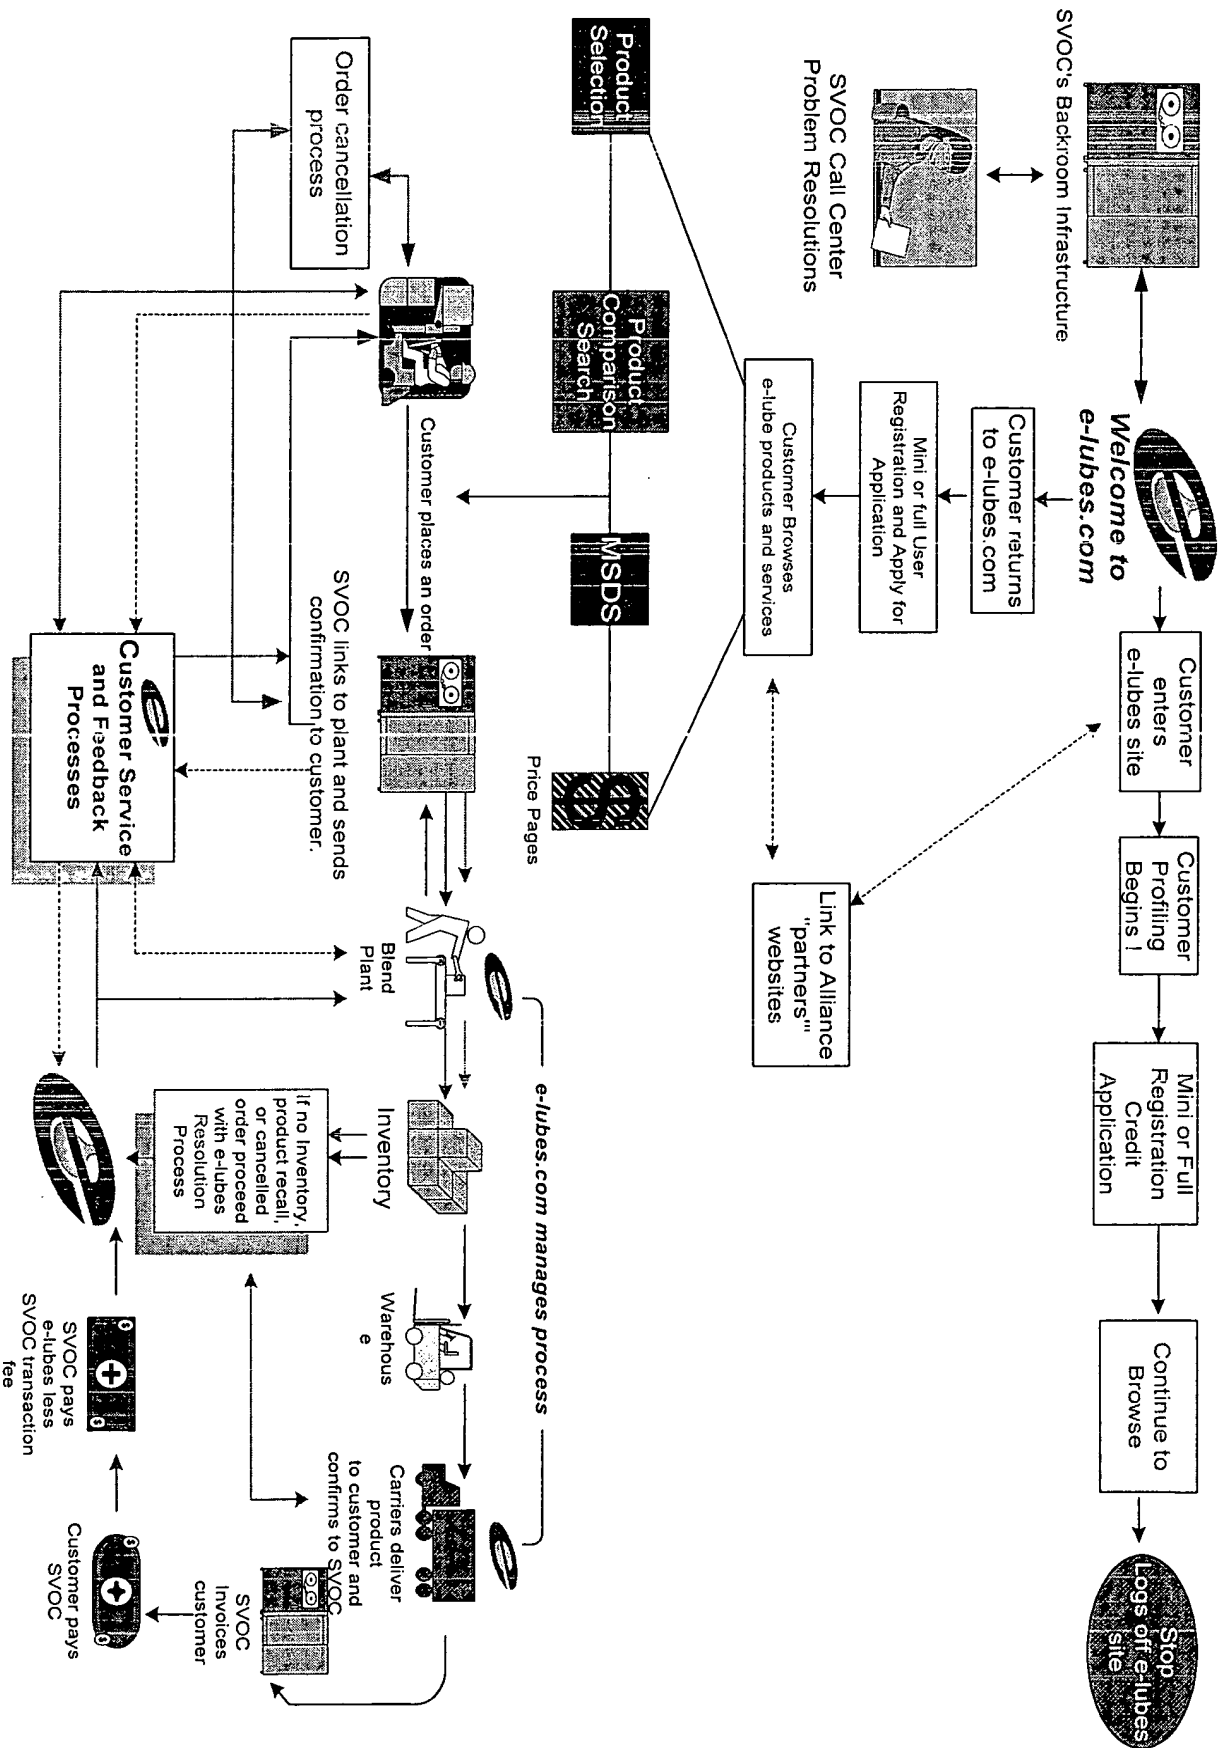 SVOC's Backroom Infrastructure
Welcome to
e-lubes.com
Customer
enters
e-lubes site
Customer
Profiling
Begins !
Mini or Full
Registration
Credit
Application
Continue to
Browse
Stop
Logs off e-lubes
site
SVOC Call Center
Problem Resolutions
Customer returns
to e-lubes.com
Mini or full User
Registration and Apply for
Application
Customer Browses
e-lube products and services
Link to Alliance
"partners'"
websites
Product
Selection
Product
Comparison
Search
MSDS
$
Price Pages
e-lubes.com manages process
Order cancellation
process
Customer places an order
SVOC links to plant and sends
confirmation to customer.
Blend
Plant
Inventory
Warehous
e
Carriers deliver
product
to customer and
confirms to SVOC
If no Inventory,
product recall,
or cancelled
order proceed
with e-lubes
Resolution
Process
Customer Service
and Feedback
Processes
SVOC
Invoices
customer
Customer pays
SVOC
SVOC pays
e-lubes less
SVOC transaction
fee